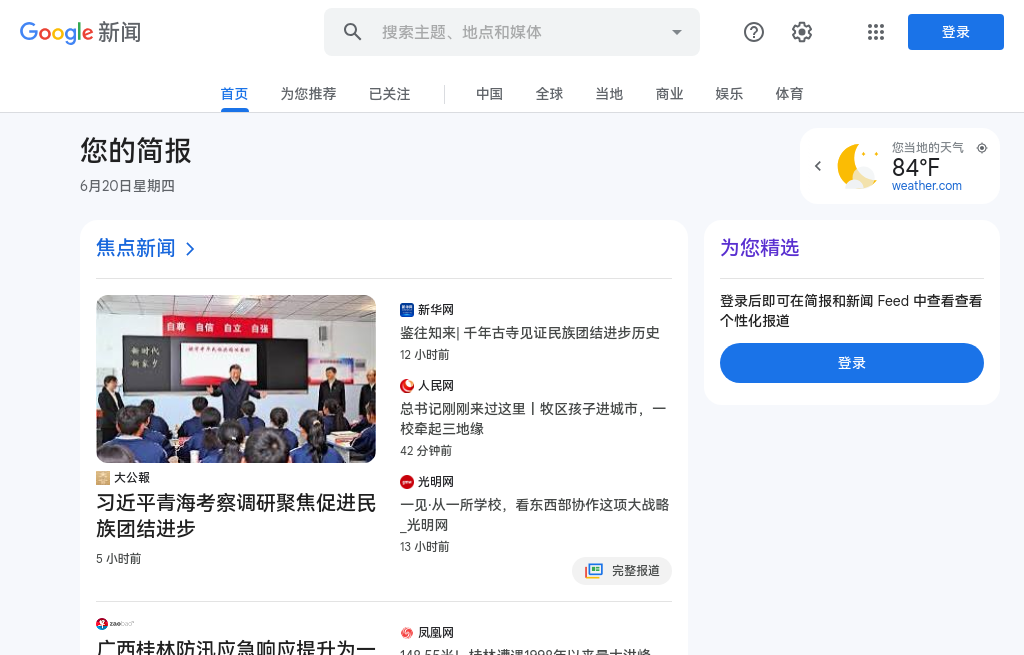 Google 新闻
搜索主题、地点和媒体
登录
首页
为您推荐
已关注
中国
全球
当地
商业
娱乐
体育
您的简报
6月20日星期四
您当地的天气
84°F
weather.com
焦点新闻
自尊 自信 自立 自强
新时代
新家乡
大公報
习近平青海考察调研聚焦促进民
族团结进步
5 小时前
新华网
鉴往知来| 千年古寺见证民族团结进步历史
12 小时前
人民网
总书记刚刚来过这里丨牧区孩子进城市，一
校牵起三地缘
42 分钟前
光明网
一见·从一所学校，看东西部协作这项大战略
_光明网
13 小时前
完整报道
为您精选
登录后即可在简报和新闻 Feed 中查看查看
个性化报道
登录
zaobao
广西桂林防汛应急响应提升为一
凤凰网
148.55米！桂林遭遇1998年以来最大洪峰